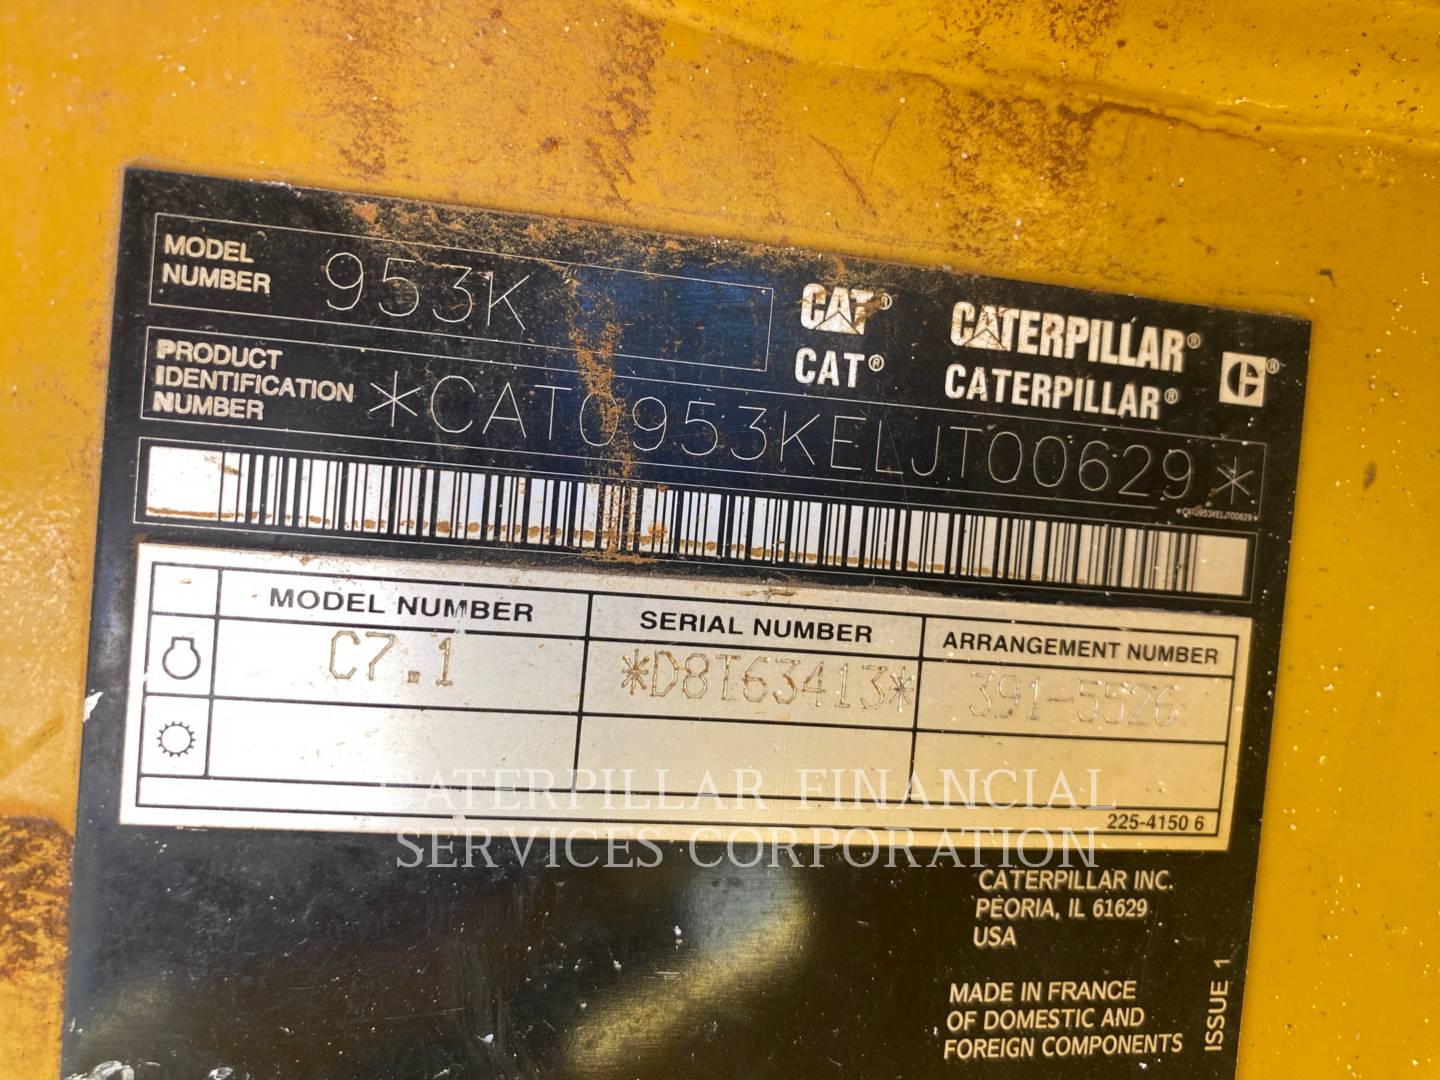 MODEL
NUMBER
953K
CAT®
CATERPILLAR®
CAT®
CATERPILLAR®
®
PRODUCT
IDENTIFICATION
NUMBER
*CAT0953KELJT00629*
*CAT0953KELJT00629*
MODEL NUMBER
SERIAL NUMBER
ARRANGEMENT NUMBER
C7.1
*D8T63413*
391-5526
225-4150 6
CATERPILLAR FINANCIAL
SERVICES CORPORATION
CATERPILLAR INC.
PEORIA, IL 61629
USA
MADE IN FRANCE
OF DOMESTIC AND
FOREIGN COMPONENTS
ISSUE 1